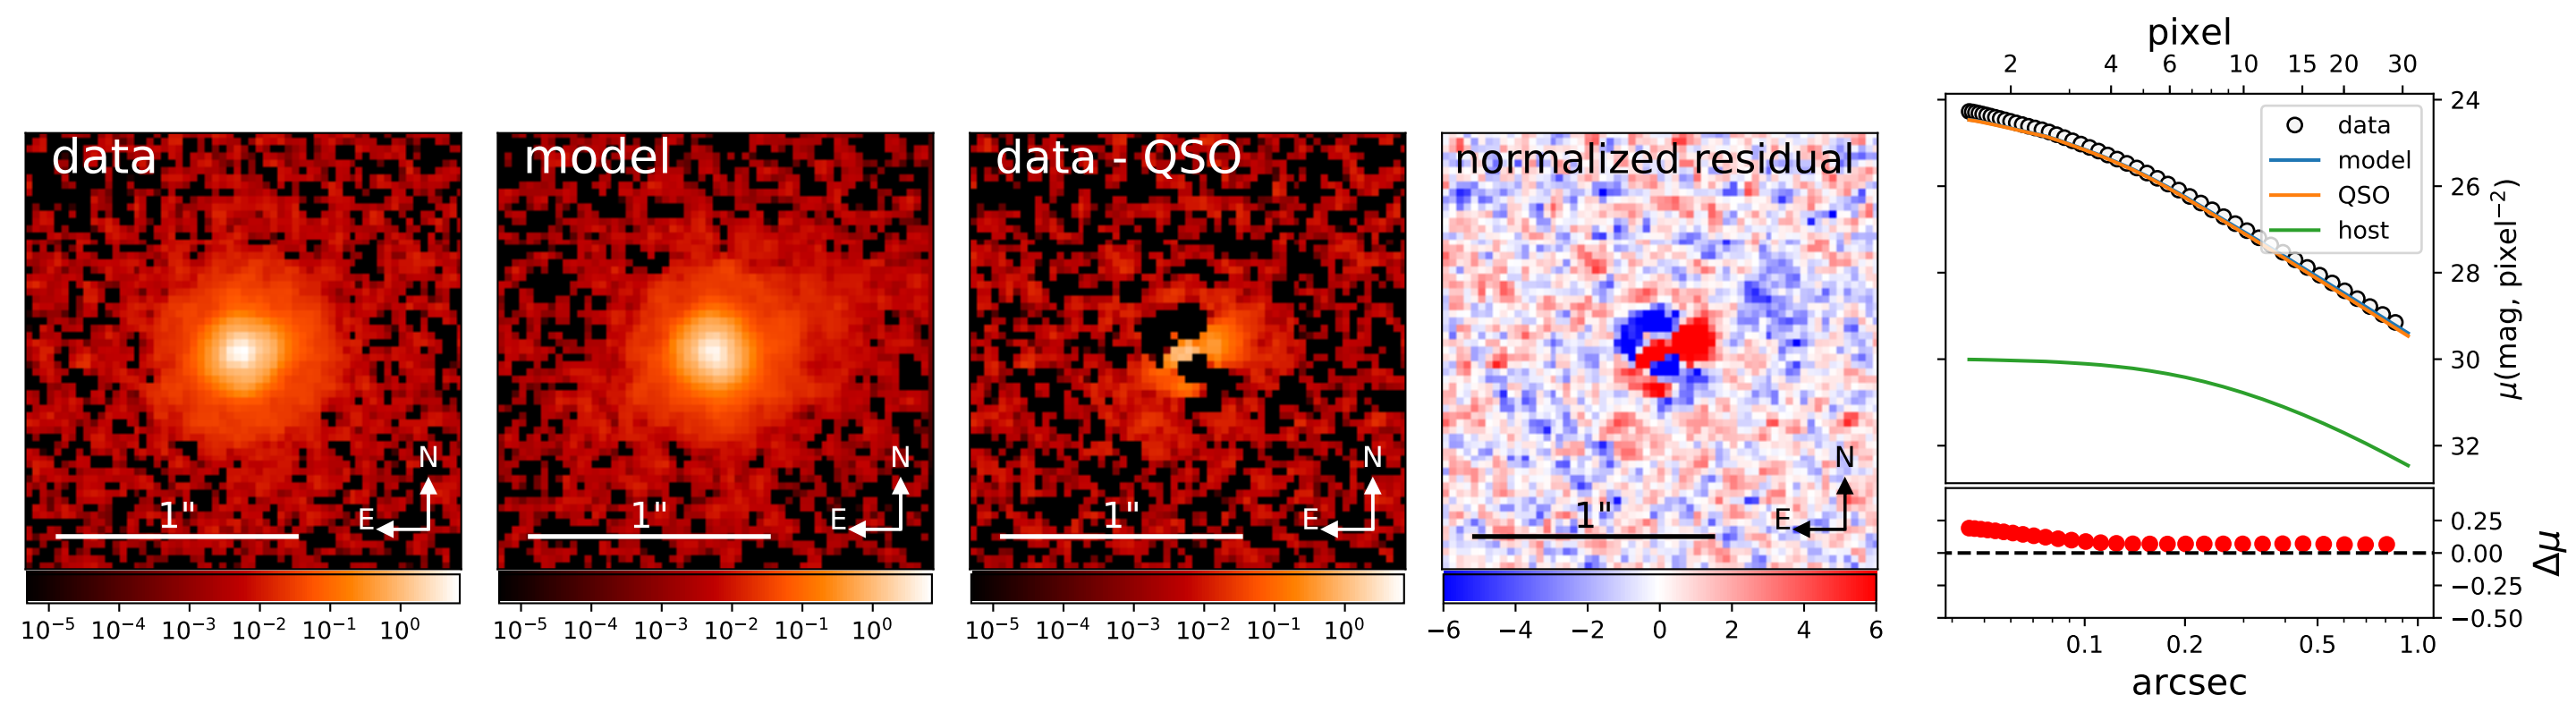 data
N
E
1"
10⁻⁵ 10⁻⁴ 10⁻³ 10⁻² 10⁻¹ 10⁰
model
N
E
1"
10⁻⁵ 10⁻⁴ 10⁻³ 10⁻² 10⁻¹ 10⁰
data - QSO
N
E
1"
10⁻⁵ 10⁻⁴ 10⁻³ 10⁻² 10⁻¹ 10⁰
normalized residual
N
E
1"
−6 −4 −2 0 2 4 6
pixel
2 4 6 10 15 20 30
data
model
QSO
host
24
26
28
30
32
μ(mag, pixel⁻²)
0.25
0.00
−0.25
−0.50
Δμ
0.1 0.2 0.5 1.0
arcsec